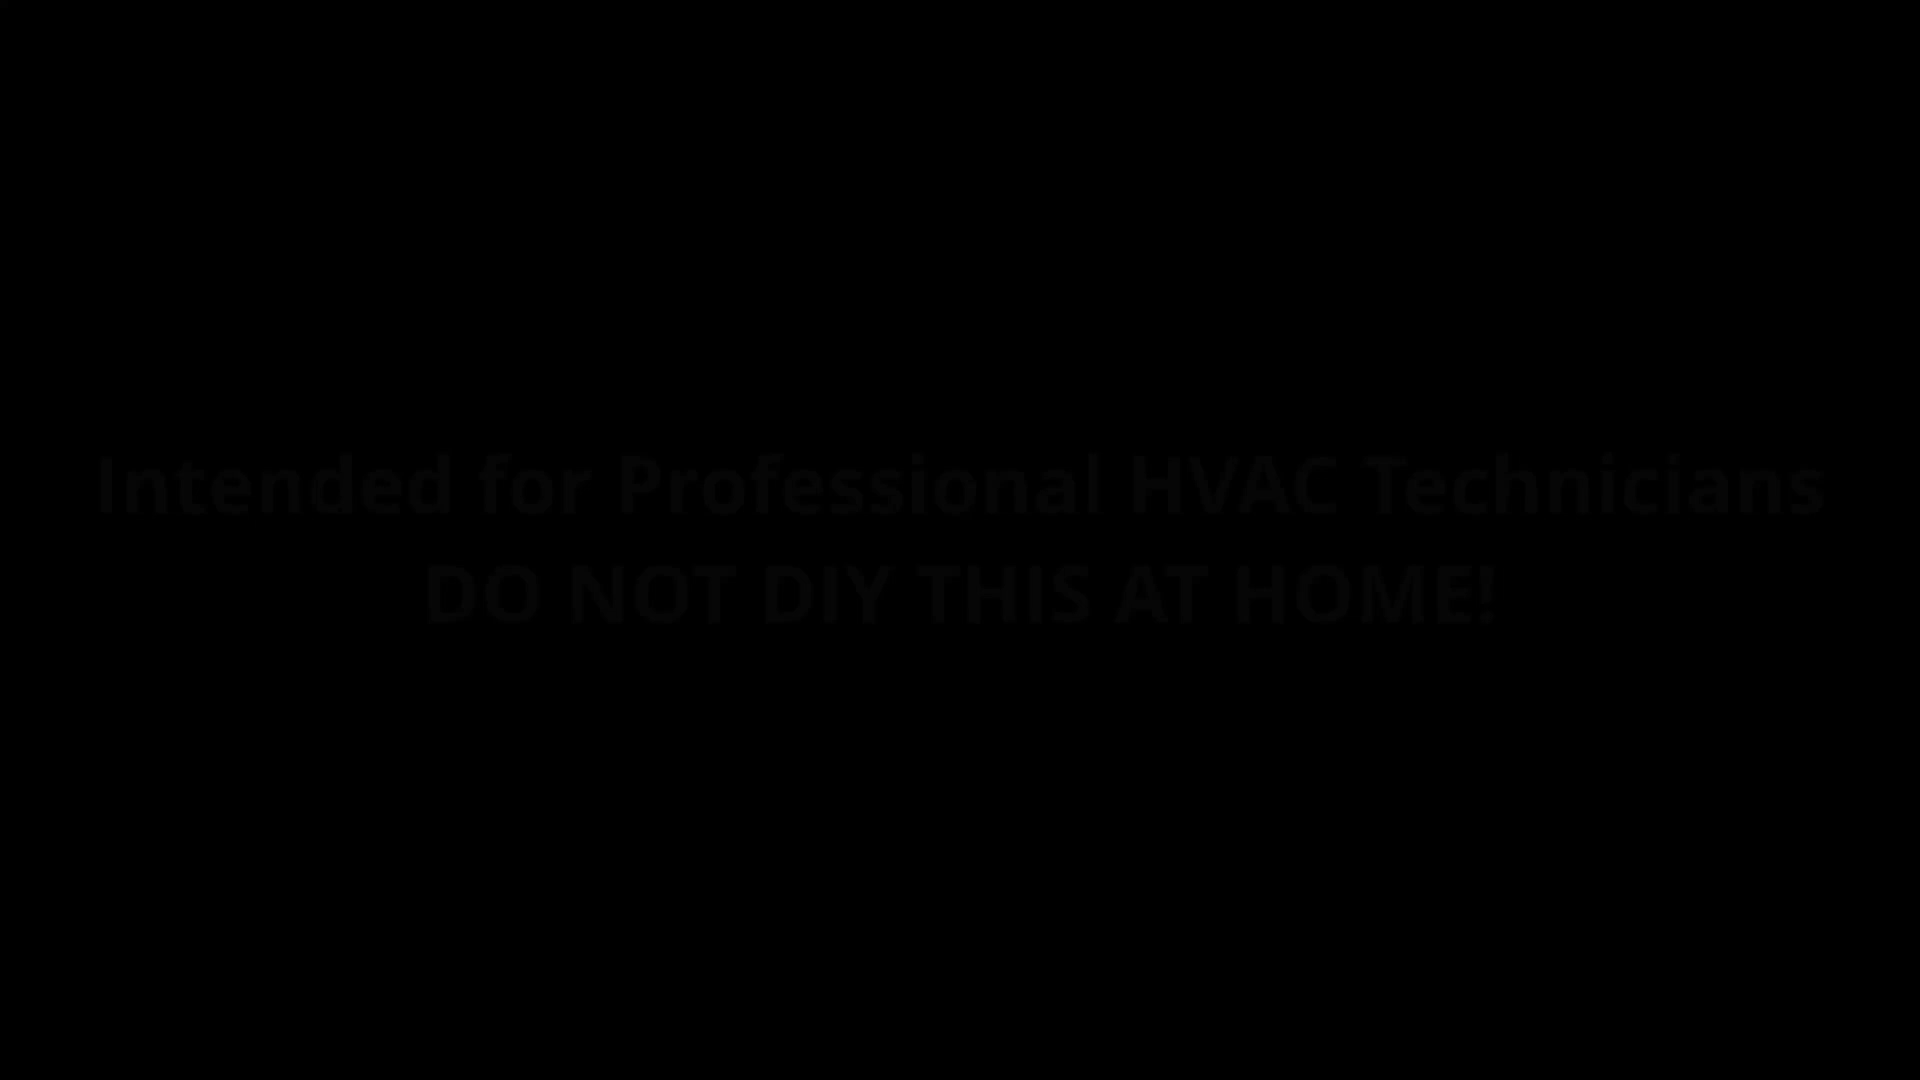 Intended for Professional HVAC Technicians
DO NOT DIY THIS AT HOME!